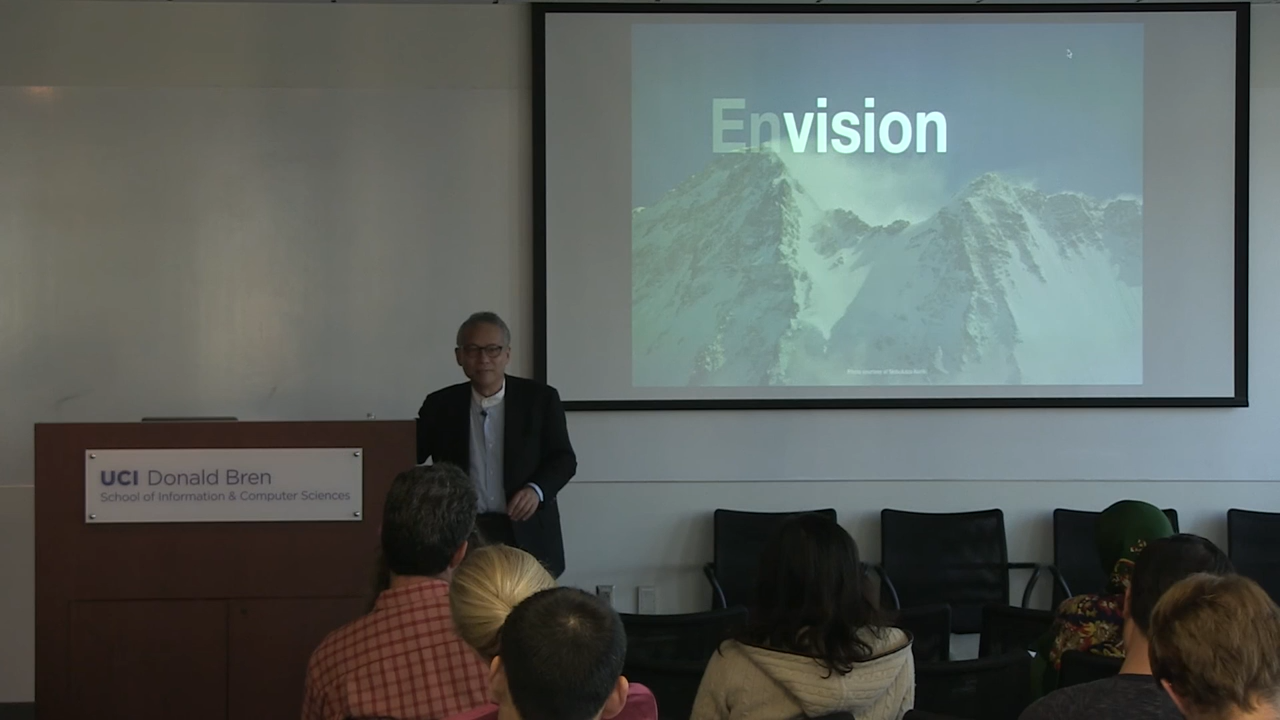 Envision
UCI Donald Bren
School of Information & Computer Sciences